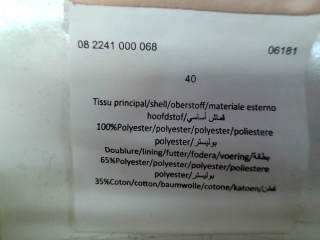 08 2241 000 068
06181
40
Tissu principal/shell/oberstoff/materiale esterno
hoofdstof/قماش أساسي
100%Polyester/polyester/polyester/poliestere
polyester/بوليستر
Doublure/lining/futter/fodera/voering/بطانة
65%Polyester/polyester/polyester/poliestere
polyester/بوليستر
35%Coton/cotton/baumwolle/cotone/katoen/قطن